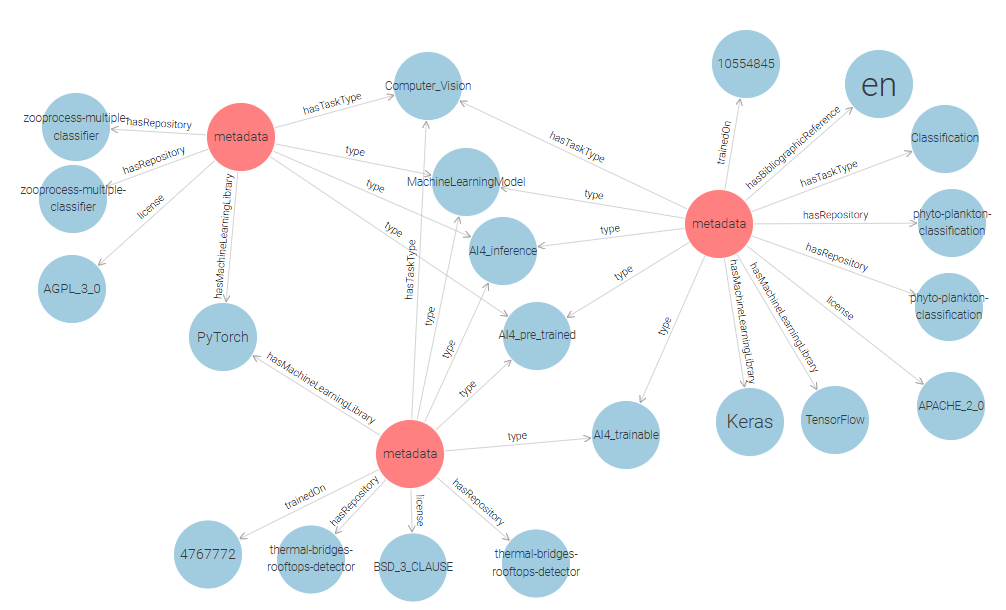 10554845
en
Computer_Vision
hasTaskType
zooprocess-multiple-
classifier
hasRepository
metadata
hasBibliographicReference
trainedOn
Classification
hasTaskType
hasTaskType
type
MachineLearningModel
hasRepository
zooprocess-multiple-
classifier
type
type
license
hasMachineLearningLibrary
type
metadata
hasRepository
phyto-plankton-
classification
type
AI4_inference
hasRepository
phyto-plankton-
classification
AGPL_3_0
hasTaskType
type
type
hasMachineLearningLibrary
hasMachineLearningLibrary
license
PyTorch
type
type
AI4_pre_trained
type
hasMachineLearningLibrary
type
APACHE_2_0
Keras
TensorFlow
AI4_trainable
type
metadata
trainedOn
hasRepository
license
hasRepository
4767772
thermal-bridges-
rooftops-detector
BSD_3_CLAUSE
thermal-bridges-
rooftops-detector